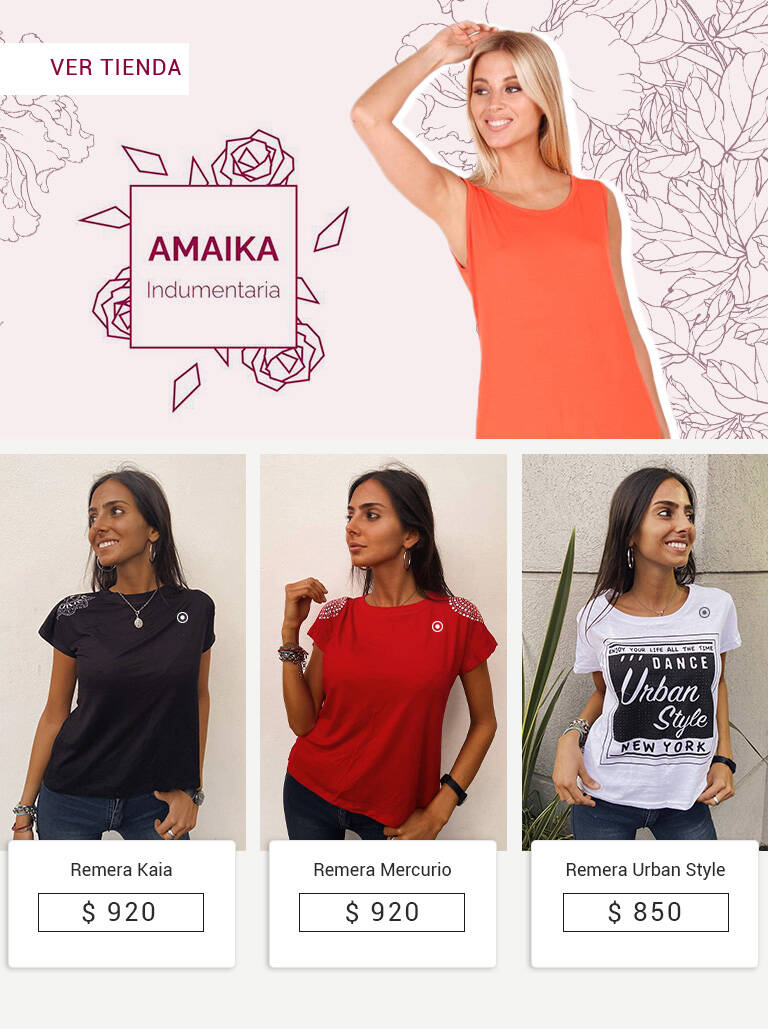 VER TIENDA
AMAIKA
Indumentaria
ENJOY YOUR LIFE ALL THE TIME
DANCE
Urban
Style
NEW YORK
Remera Kaia
Remera Mercurio
Remera Urban Style
$ 920
$ 920
$ 850